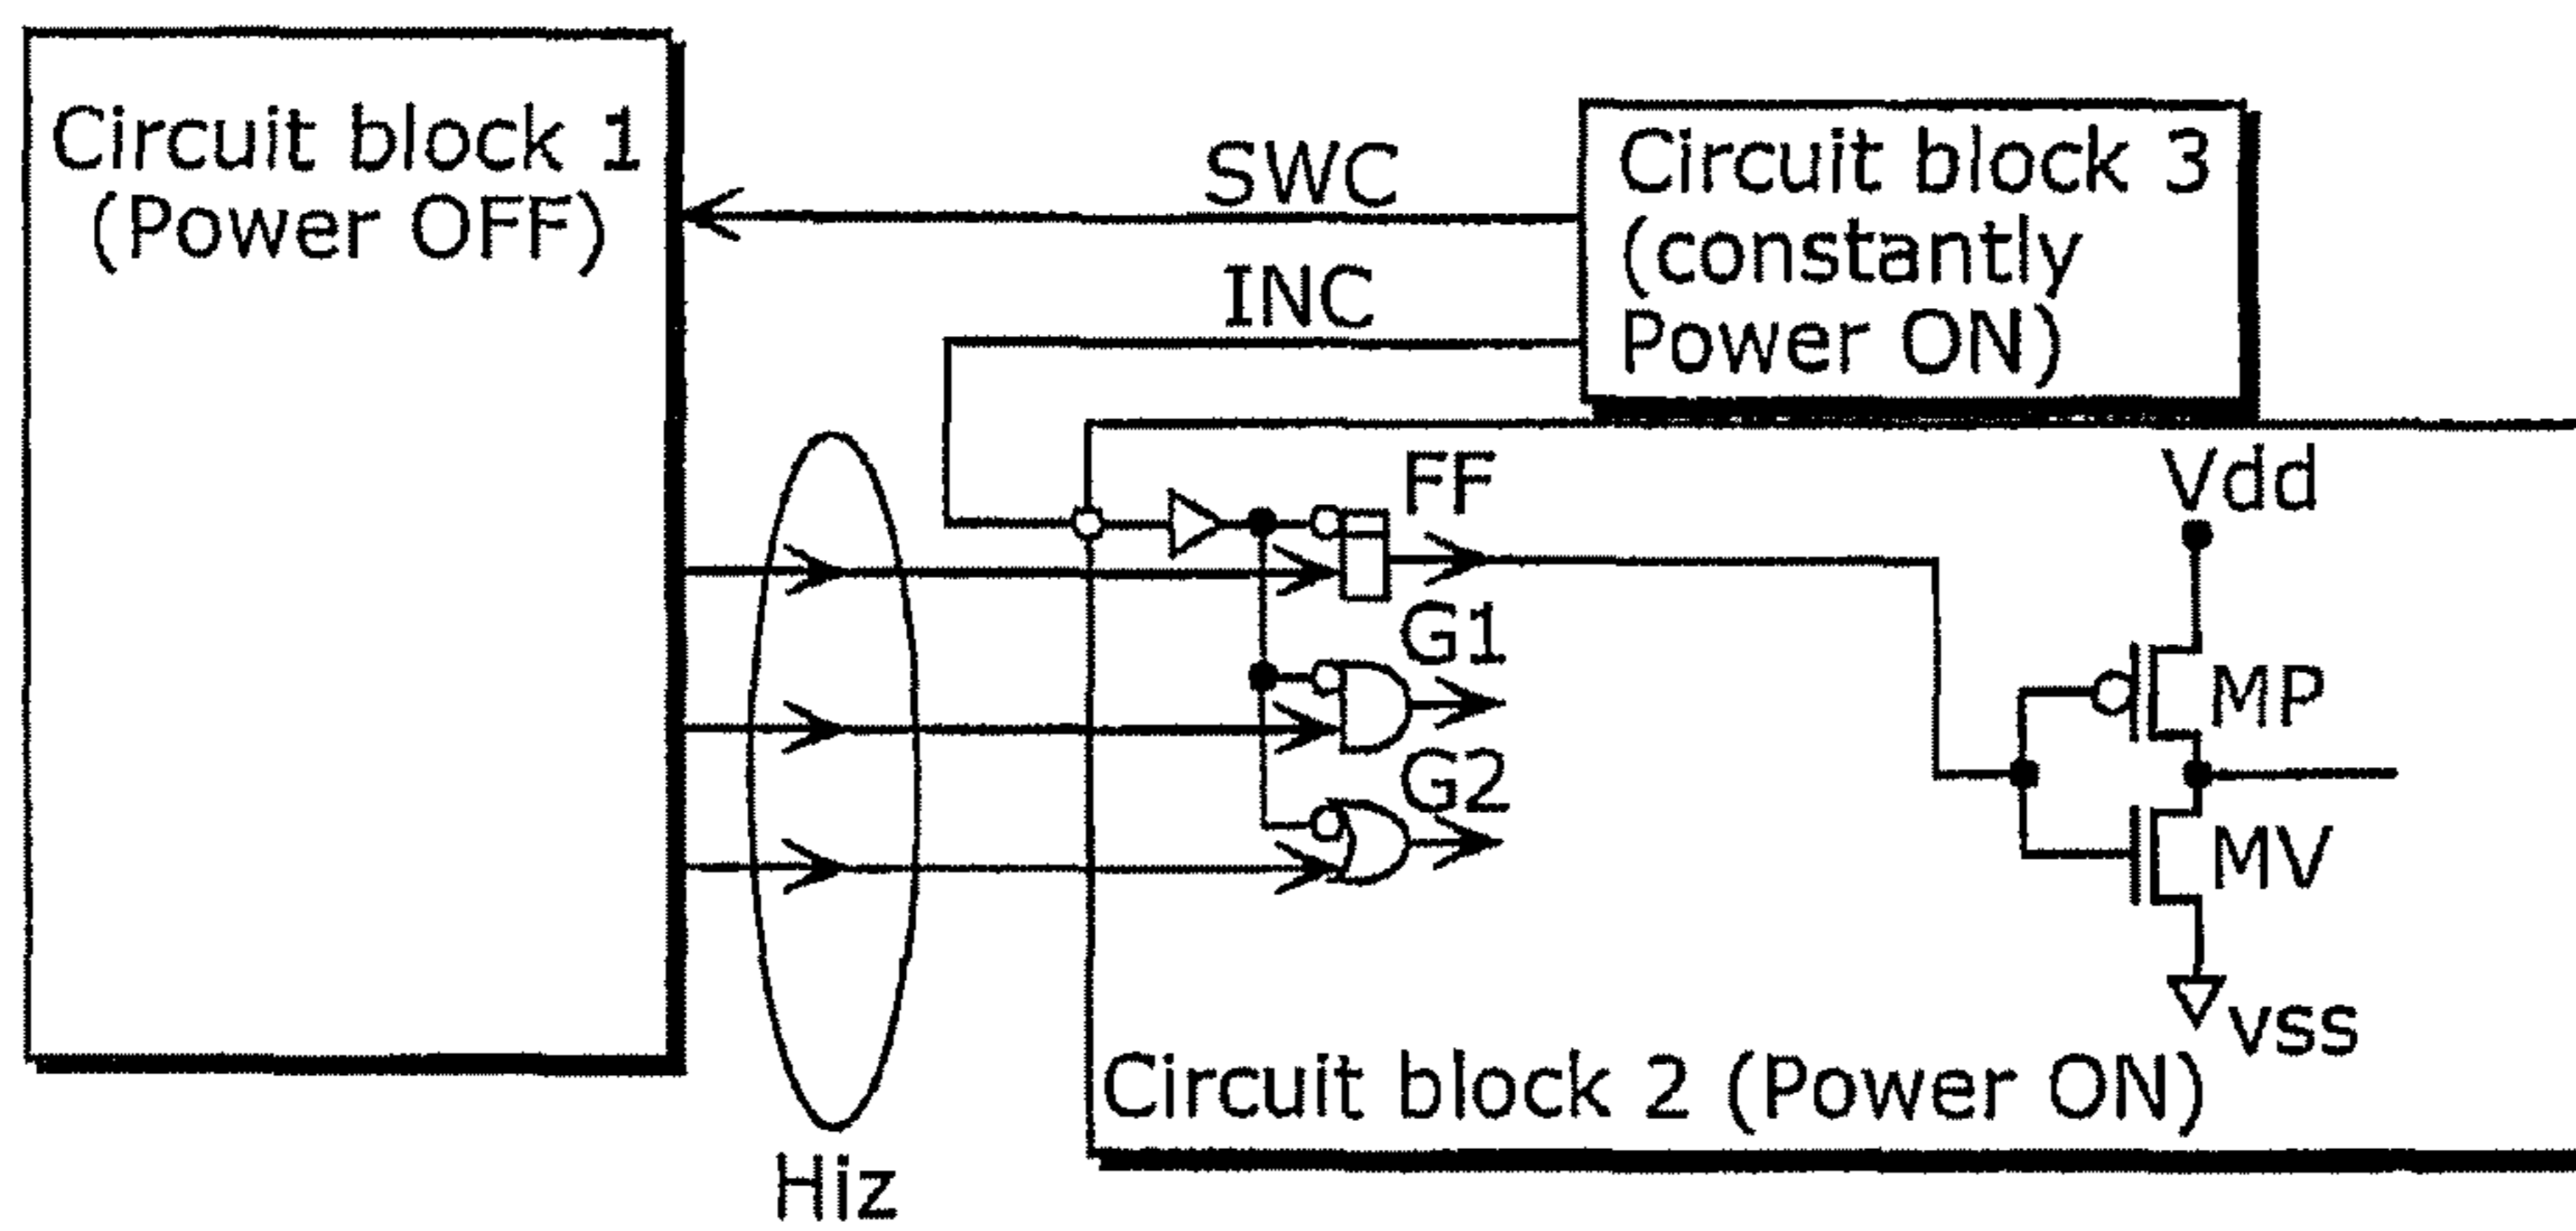 Circuit block 1
(Power OFF)
SWC
INC
Circuit block 3
(constantly
Power ON)
FF
G1
G2
Vdd
MP
MV
vss
Circuit block 2 (Power ON)
Hiz